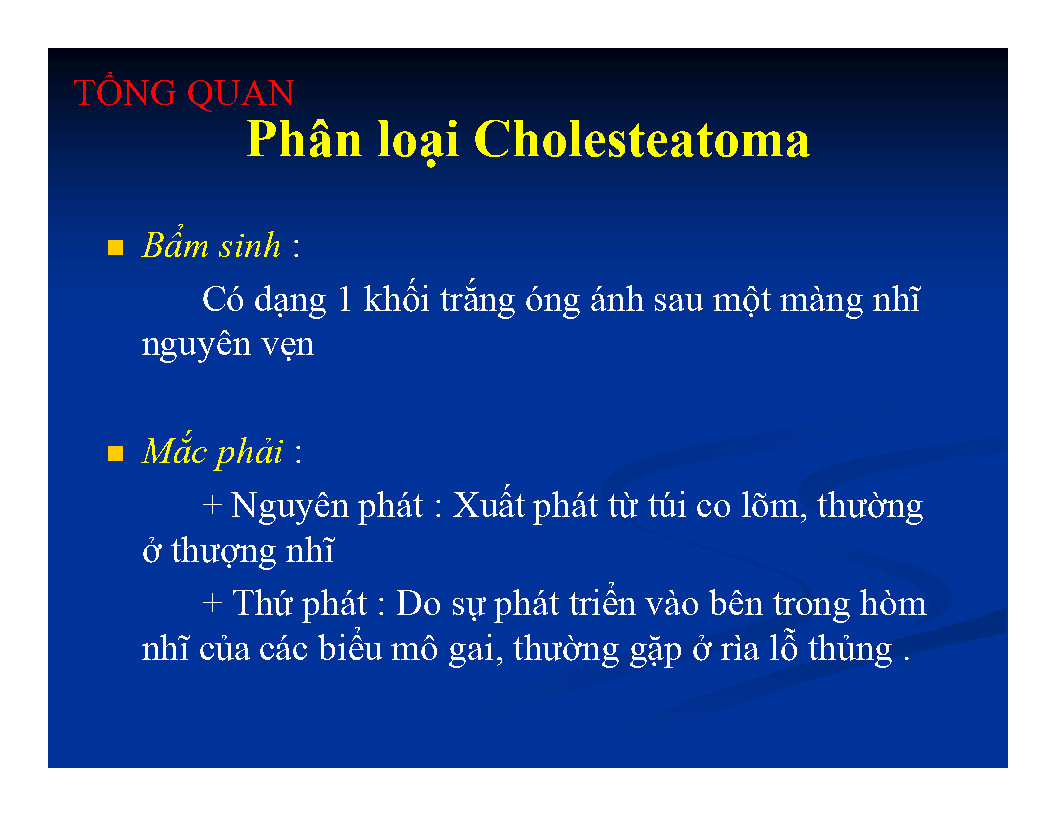 TỔNG QUAN
Phân loại Cholesteatoma
Bẩm sinh :
Có dạng 1 khối trắng óng ánh sau một màng nhĩ
nguyên vẹn
Mắc phải :
+ Nguyên phát : Xuất phát từ túi co lõm, thường
ở thượng nhĩ
+ Thứ phát : Do sự phát triển vào bên trong hòm
nhĩ của các biểu mô gai, thường gặp ở rìa lỗ thủng .